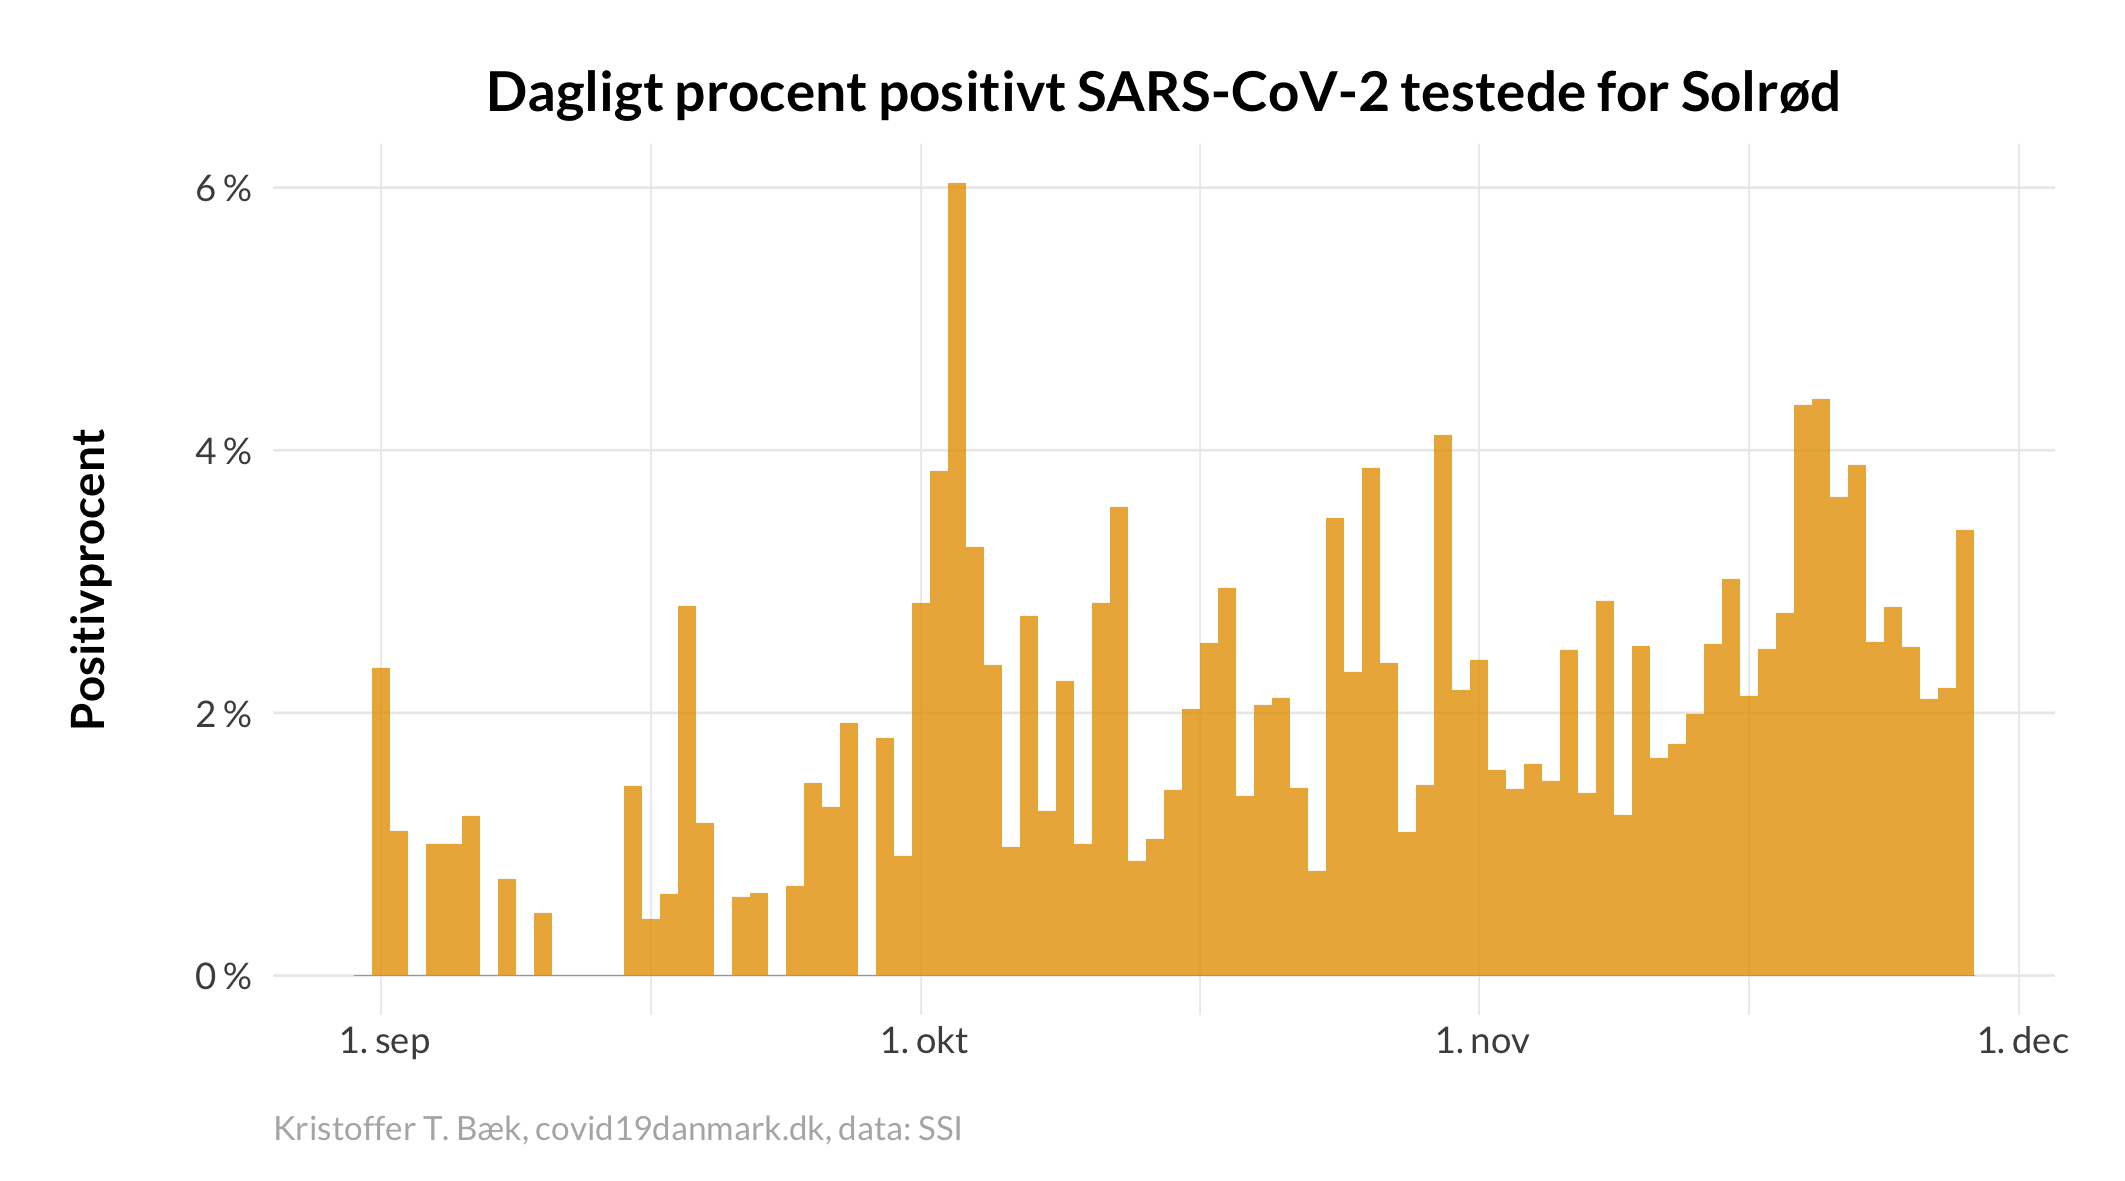 Dagligt procent positivt SARS-CoV-2 testede for Solrød
Positivprocent
6 %
4 %
2 %
0 %
1. sep
1. okt
1. nov
1. dec
Kristoffer T. Bæk, covid19danmark.dk, data: SSI